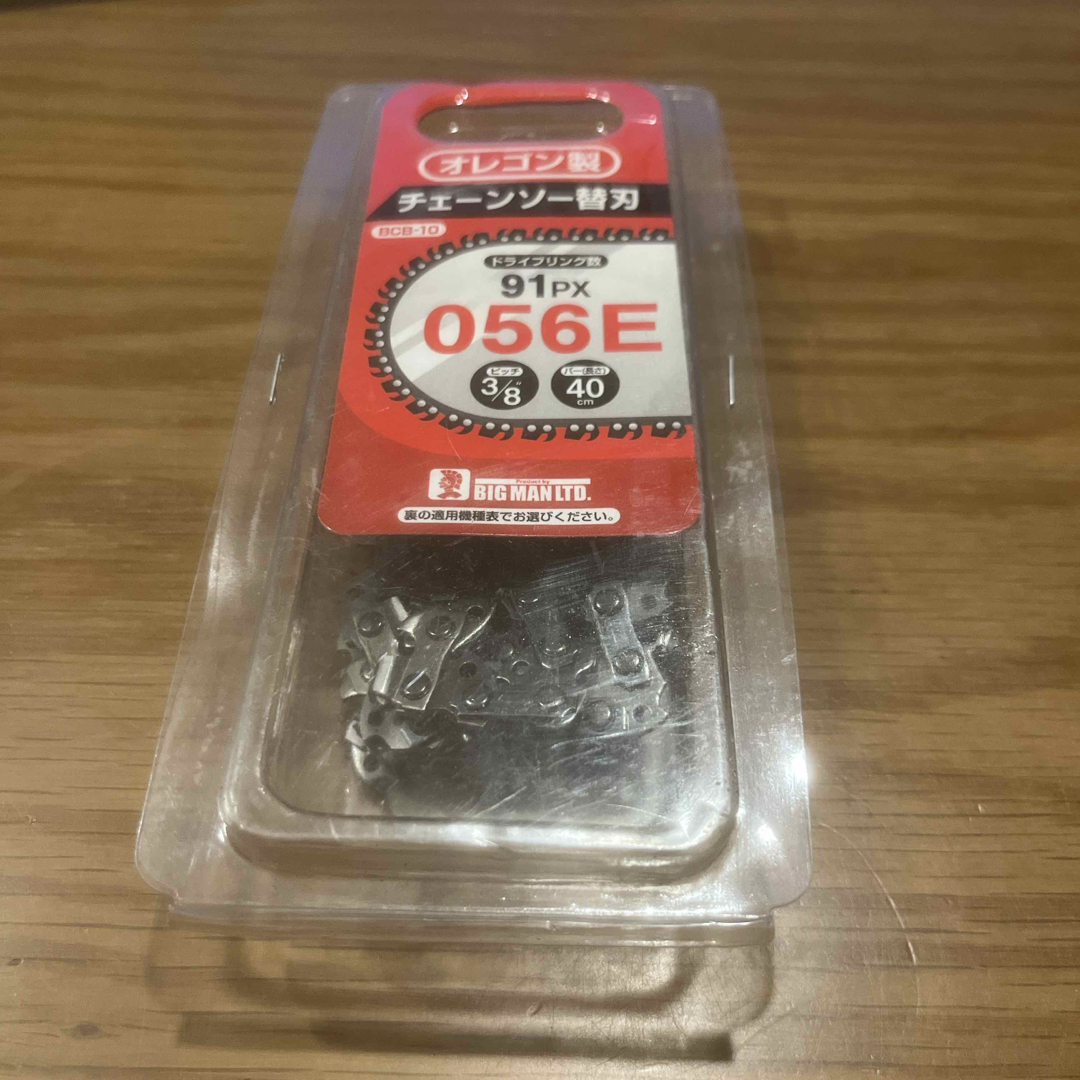 オレゴン製
チェーンソー替刃
BCB-10
ドライブリンク数
91PX
056E
ピッチ
3/8"
バー(長さ)
40
cm
Product by
BIG MAN LTD.
裏の適用機種表でお選びください。